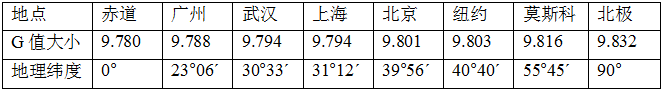 地点 赤道 广州 武汉 上海 北京 纽约 莫斯科 北极
G 值大小 9.780 9.788 9.794 9.794 9.801 9.803 9.816 9.832
地理纬度 0° 23°06´ 30°33´ 31°12´ 39°56´ 40°40´ 55°45´ 90°